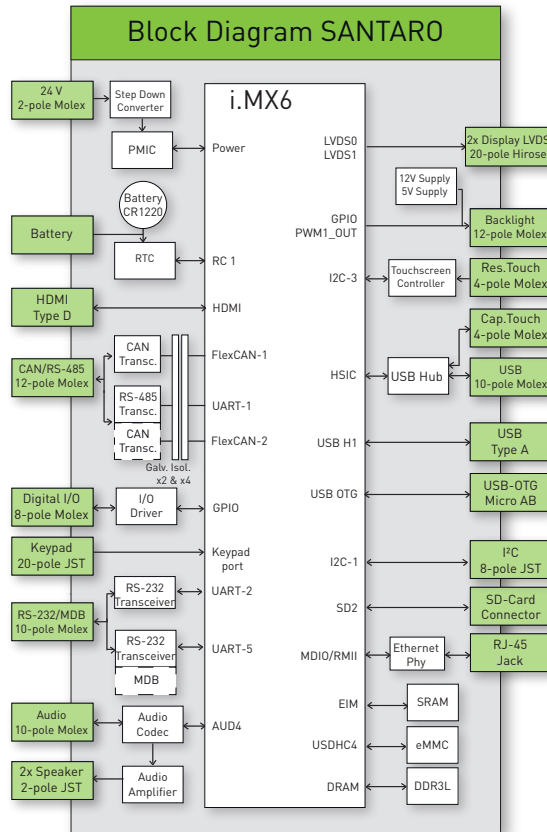 Block Diagram SANTARO
i.MX6
24 V
2-pole Molex
Step Down
Converter
PMIC
Power
Battery
CR1220
Battery
RTC
RC 1
HDMI
Type D
HDMI
CAN/RS-485
12-pole Molex
CAN
Transc.
FlexCAN-1
RS-485
Transc.
UART-1
CAN
Transc.
FlexCAN-2
Galv. Isol.
x2 & x4
Digital I/O
8-pole Molex
I/O
Driver
GPIO
Keypad
20-pole JST
Keypad
port
RS-232/MDB
10-pole Molex
RS-232
Transceiver
UART-2
RS-232
Transceiver
UART-5
MDB
Audio
10-pole Molex
Audio
Codec
AUD4
2x Speaker
2-pole JST
Audio
Amplifier
LVDS0
LVDS1
2x Display LVDS
20-pole Hirose
12V Supply
5V Supply
GPIO
PWM1_OUT
Backlight
12-pole Molex
I2C-3
Touchscreen
Controller
Res.Touch
4-pole Molex
Cap.Touch
4-pole Molex
HSIC
USB Hub
USB
10-pole Molex
USB H1
USB
Type A
USB OTG
USB-OTG
Micro AB
I2C-1
I²C
8-pole JST
SD2
SD-Card
Connector
MDIO/RMII
Ethernet
Phy
RJ-45
Jack
EIM
SRAM
USDHC4
eMMC
DRAM
DDR3L